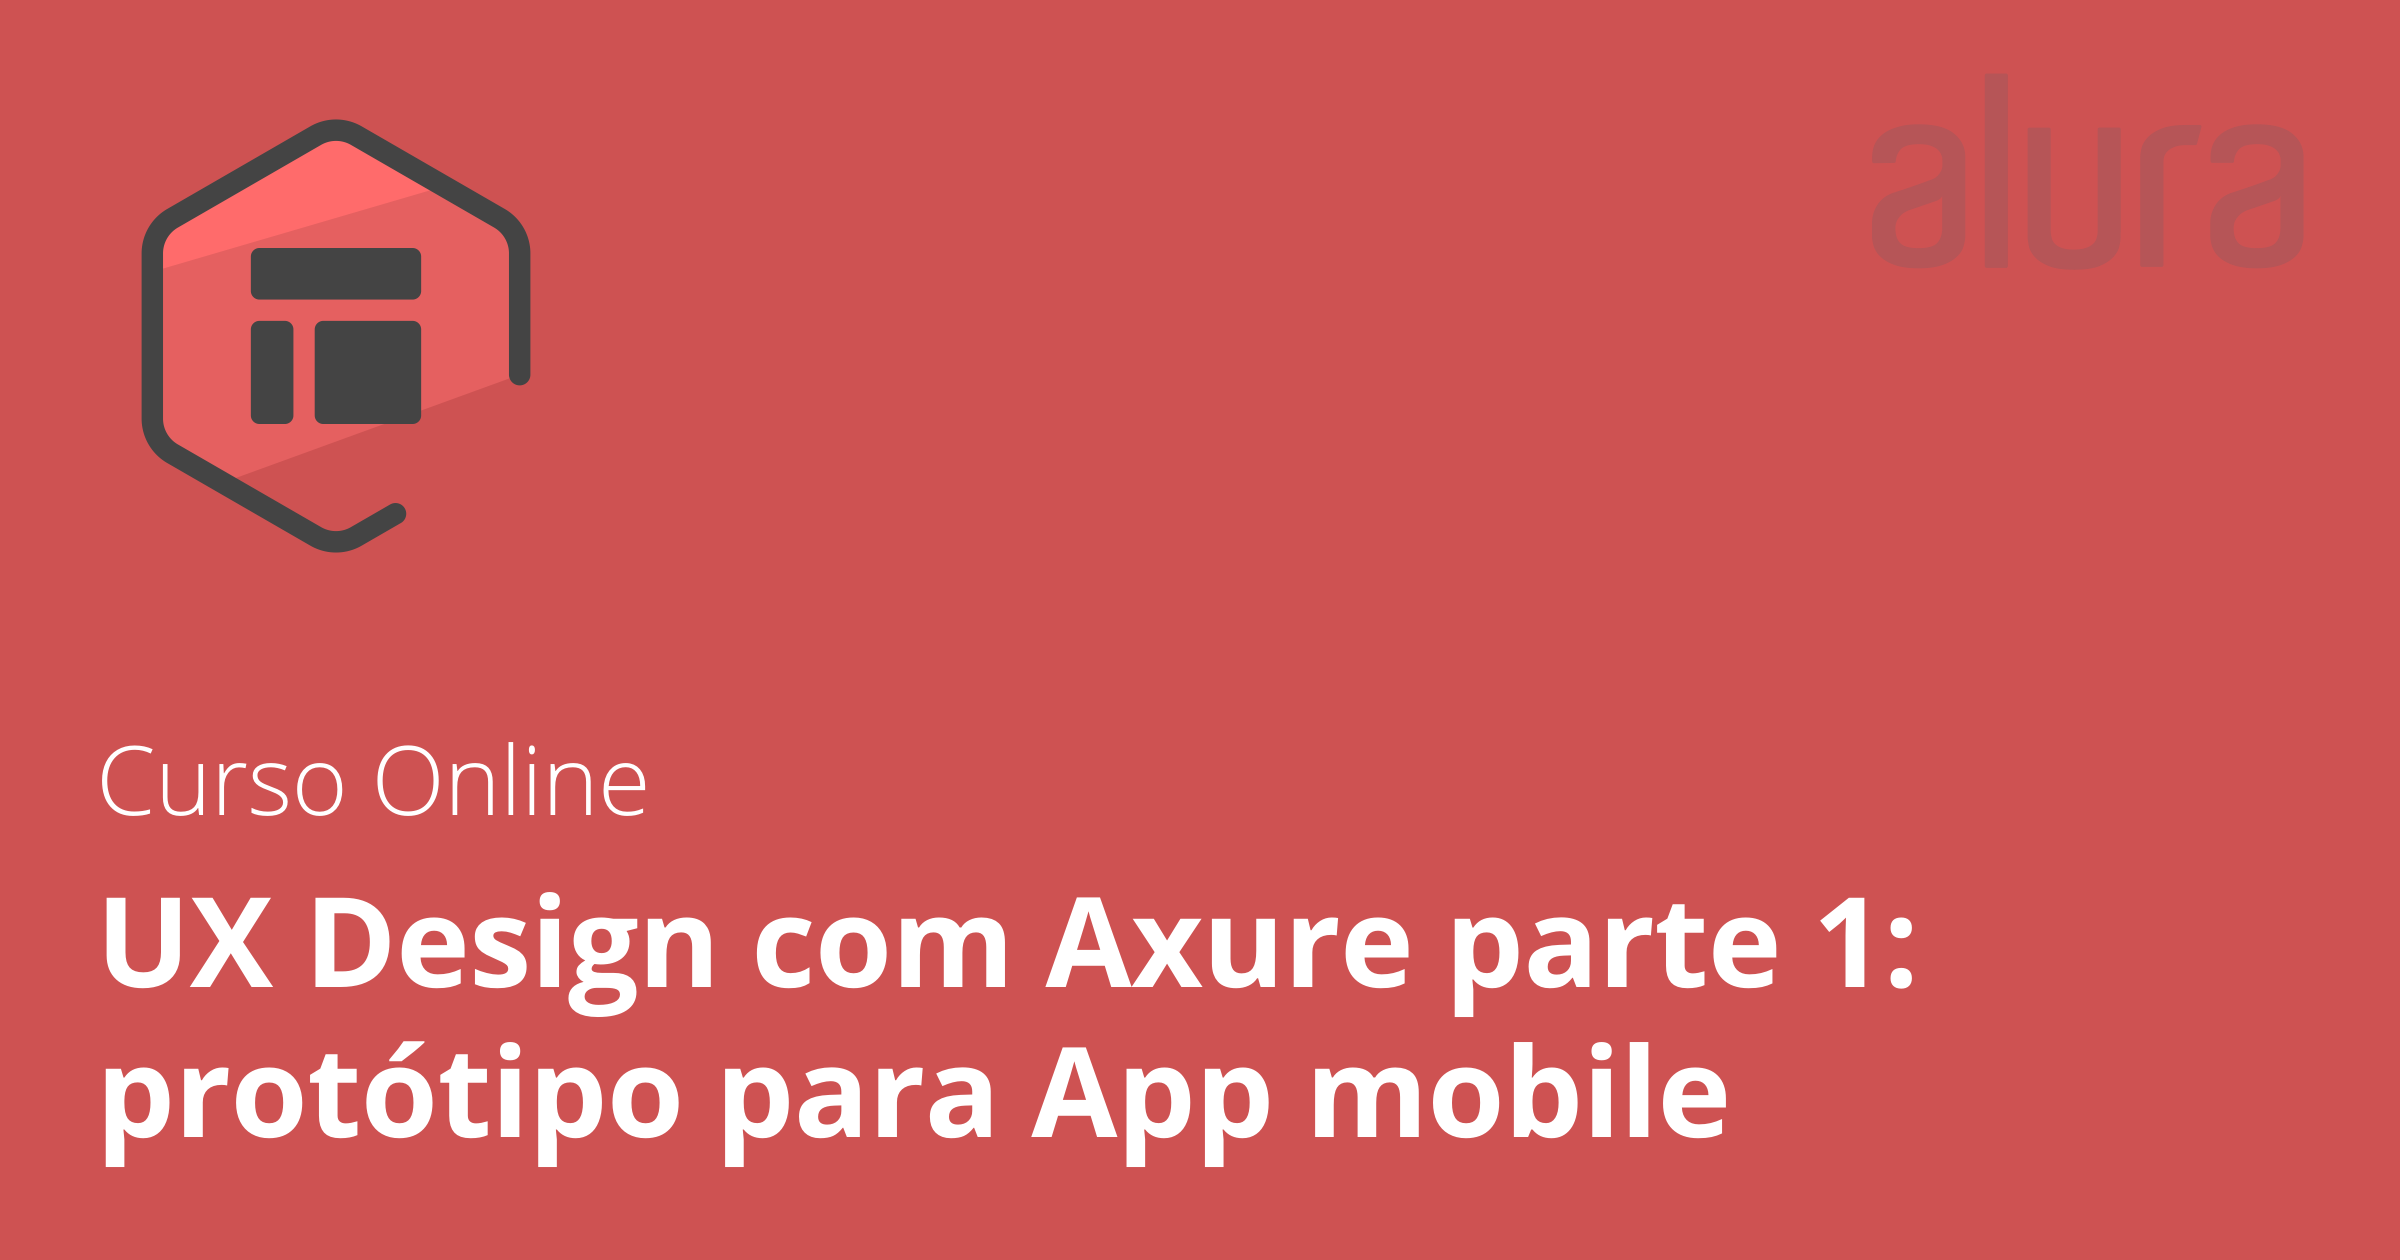 alura
Curso Online
UX Design com Axure parte 1:
protótipo para App mobile